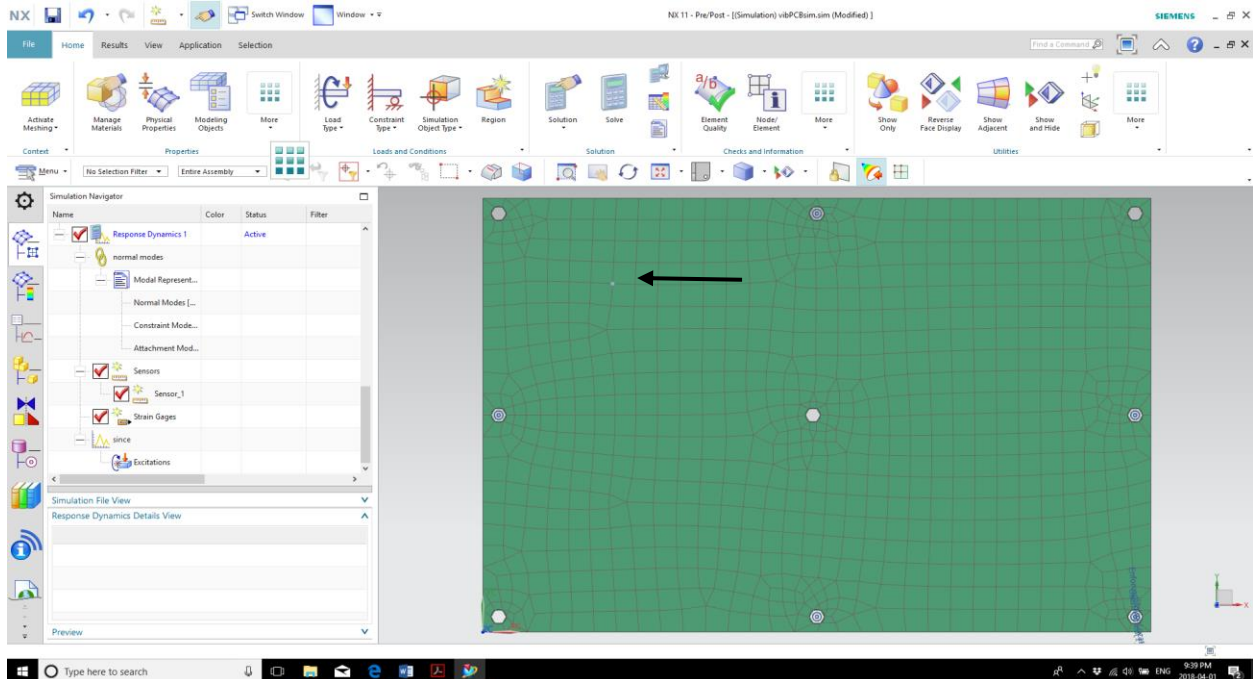 NX
Switch Window
Window
NX 11 - Pre/Post - [(Simulation) vibPCBsim.sim (Modified) ]
SIEMENS
File
Home
Results
View
Application
Selection
Find a Command
Activate Meshing
Manage Materials
Physical Properties
Modeling Objects
More
Load Type
Constraint Type
Simulation Object Type
Region
Solution
Solve
Element Quality
Node/ Element
More
Show Only
Reverse Face Display
Show Adjacent
Show and Hide
More
Context
Properties
Loads and Conditions
Solution
Checks and Information
Utilities
Menu
No Selection Filter
Entire Assembly
Simulation Navigator
Name
Color
Status
Filter
Response Dynamics 1
Active
normal modes
Modal Represent...
Normal Modes [...
Constraint Mode...
Attachment Mod...
Sensors
Sensor_1
Strain Gages
since
Excitations
Simulation File View
Response Dynamics Details View
Preview
Y
X
Type here to search
ENG
9:39 PM
2018-04-01